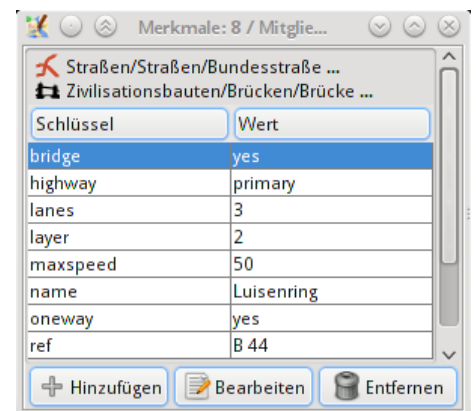 Merkmale: 8 / Mitglie...
Straßen/Straßen/Bundesstraße ...
Zivilisationsbauten/Brücken/Brücke ...
Schlüssel Wert
bridge yes
highway primary
lanes 3
layer 2
maxspeed 50
name Luisenring
oneway yes
ref B 44
Hinzufügen Bearbeiten Entfernen